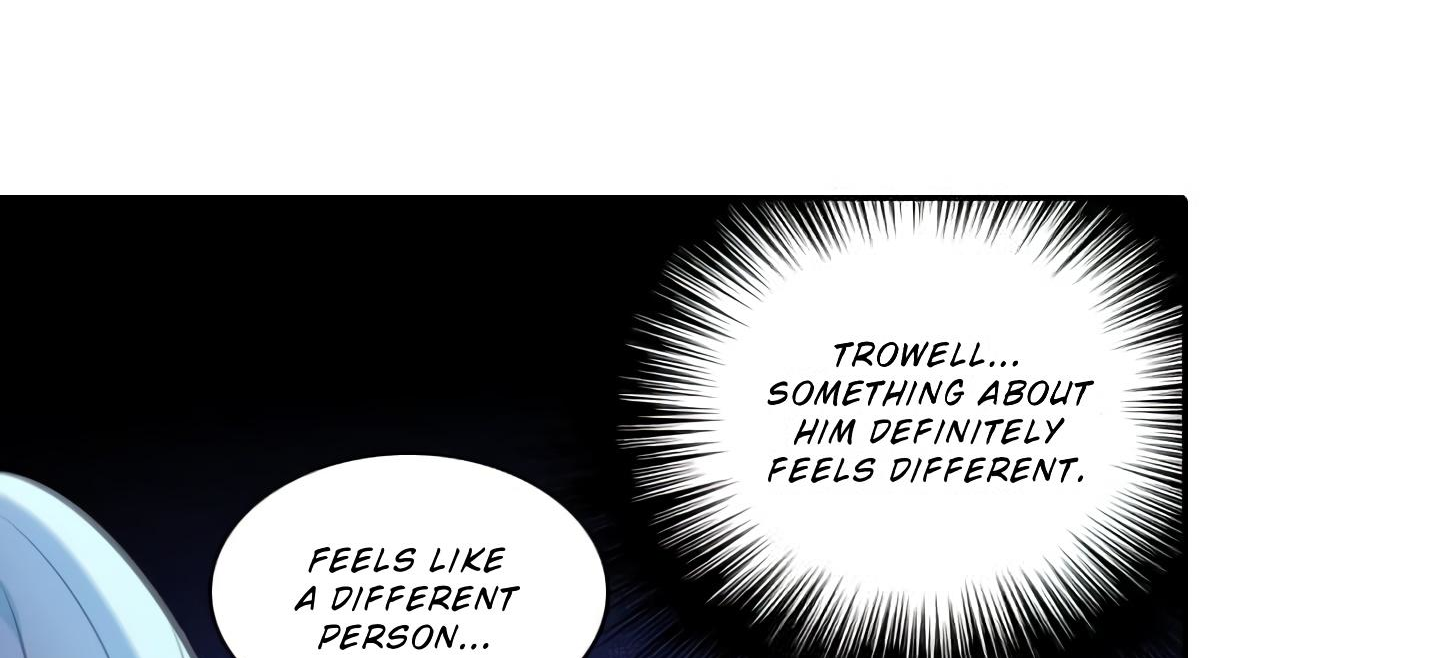 TROWELL...
SOMETHING ABOUT
HIM DEFINITELY
FEELS DIFFERENT.
FEELS LIKE
A DIFFERENT
PERSON...